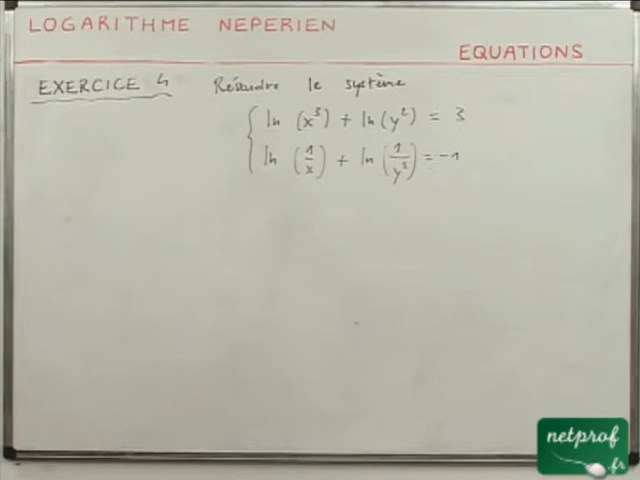 LOGARITHME NEPERIEN
EQUATIONS
EXERCICE 4 Résoudre le système
ln (x³) + ln(y²) = 3
ln (1/x) + ln (1/y³) = -1
netprof
.fr